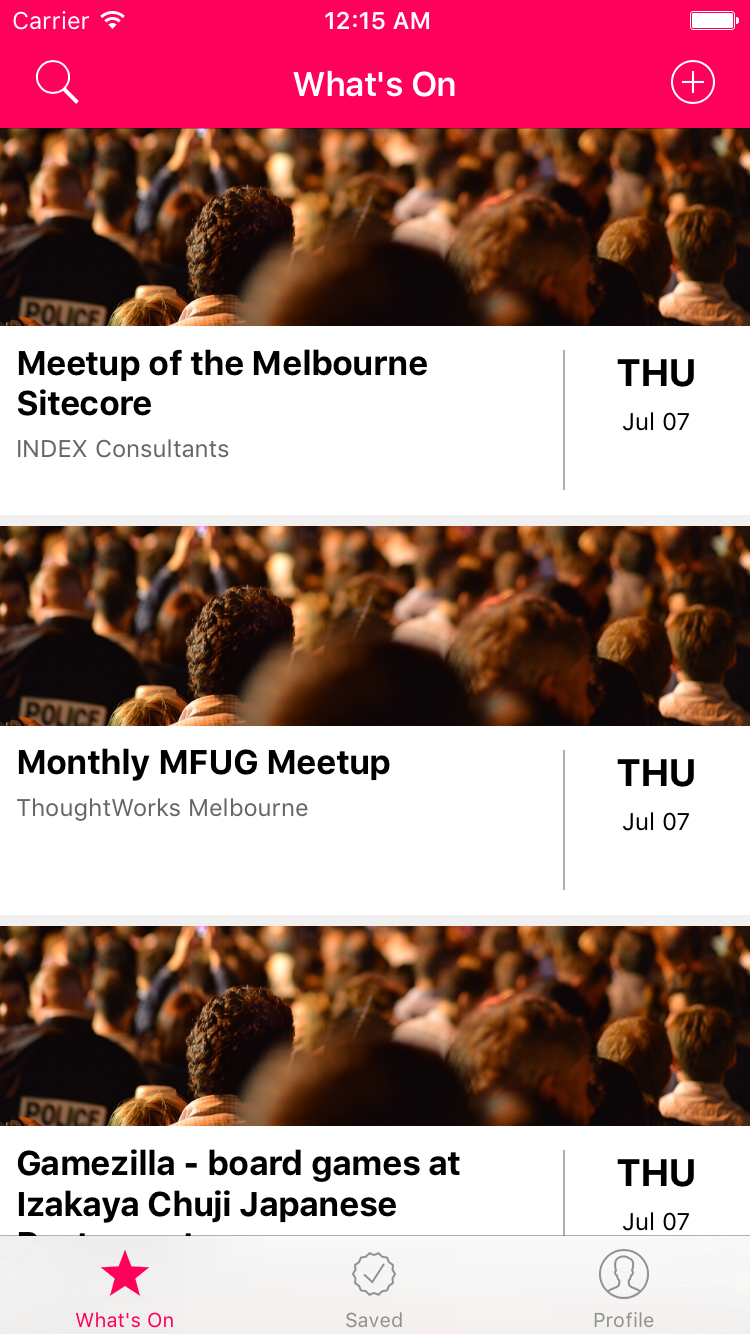 Carrier 12:15 AM
What's On
POLICE
Meetup of the Melbourne
Sitecore
INDEX Consultants
THU
Jul 07
POLICE
Monthly MFUG Meetup
ThoughtWorks Melbourne
THU
Jul 07
POLICE
Gamezilla - board games at
Izakaya Chuji Japanese
THU
Jul 07
What's On
Saved
Profile